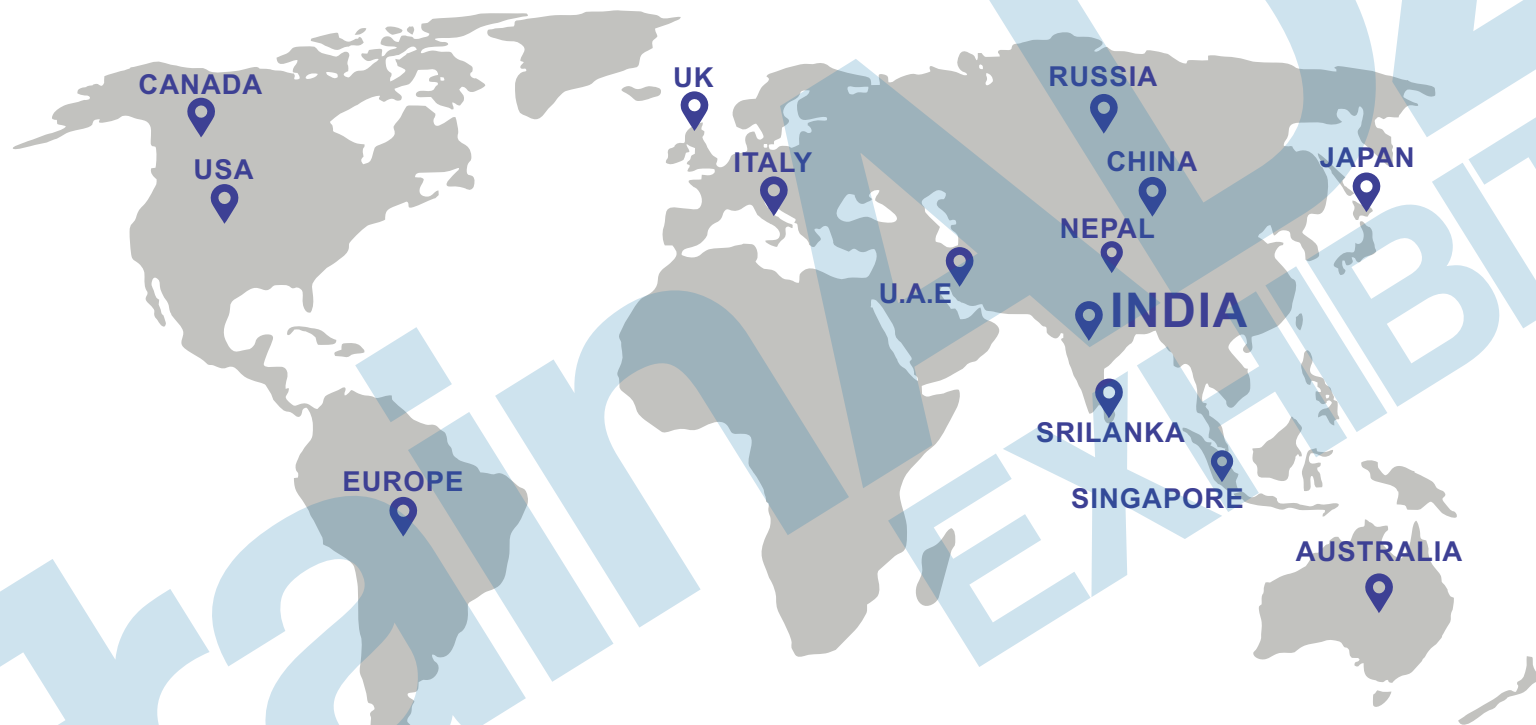 CANADA
UK
RUSSIA
USA
ITALY
CHINA
JAPAN
NEPAL
U.A.E
INDIA
SRILANKA
EUROPE
SINGAPORE
AUSTRALIA